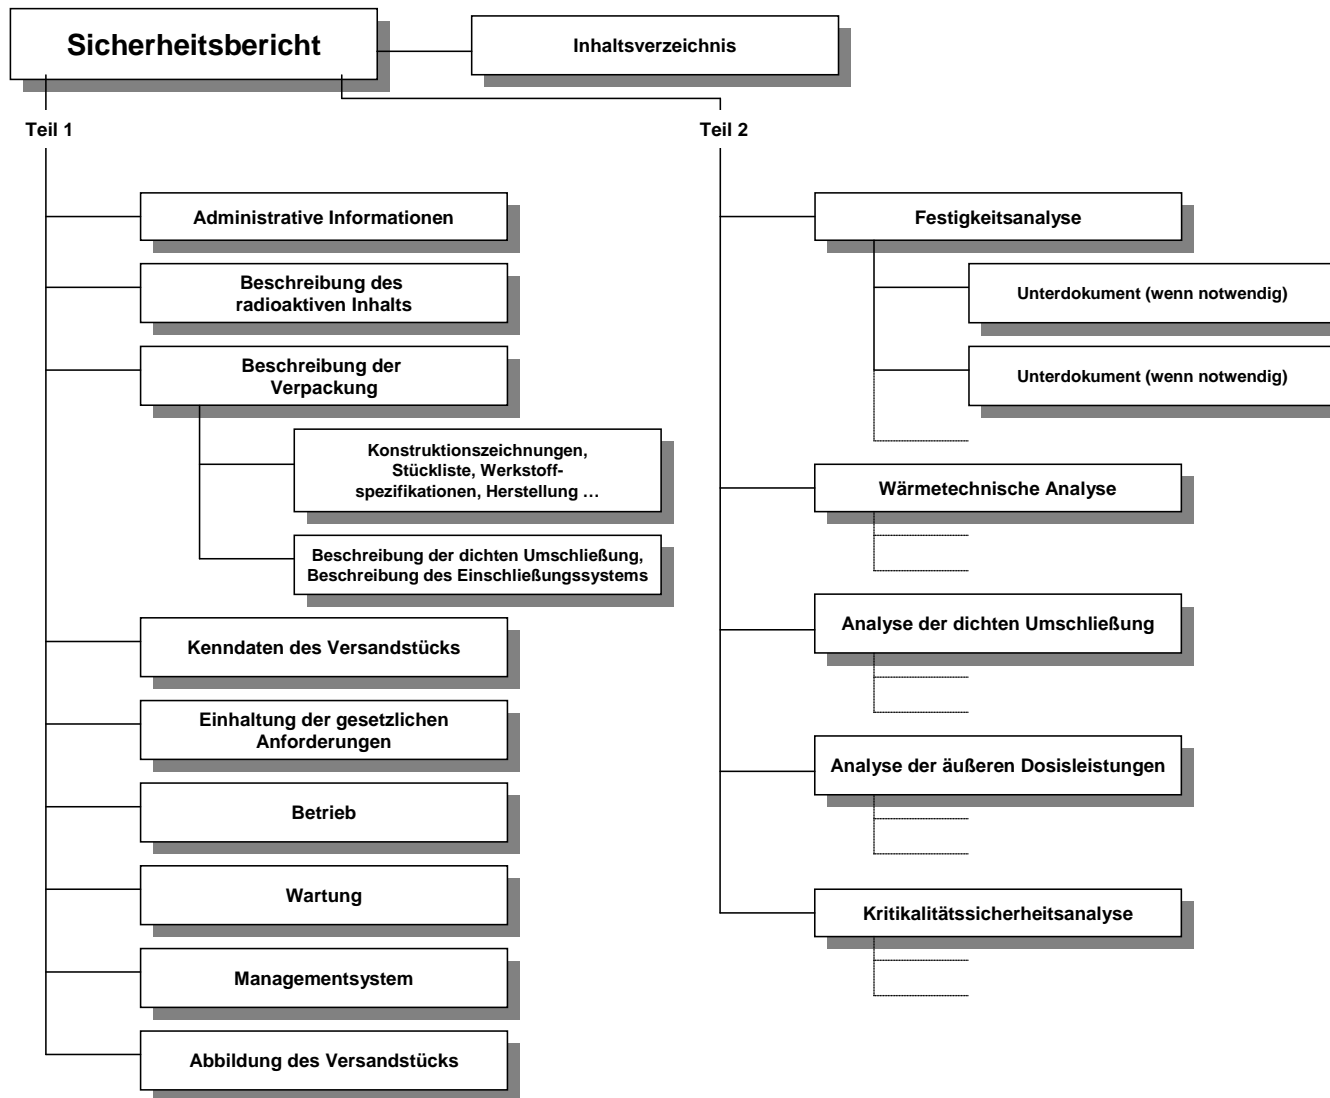 Sicherheitsbericht
Inhaltsverzeichnis
Teil 1
Administrative Informationen
Beschreibung des
radioaktiven Inhalts
Beschreibung der
Verpackung
Konstruktionszeichnungen,
Stückliste, Werkstoff-
spezifikationen, Herstellung ...
Beschreibung der dichten Umschließung,
Beschreibung des Einschließungssystems
Kenndaten des Versandstücks
Einhaltung der gesetzlichen
Anforderungen
Betrieb
Wartung
Managementsystem
Abbildung des Versandstücks
Teil 2
Festigkeitsanalyse
Unterdokument (wenn notwendig)
Unterdokument (wenn notwendig)
Wärmetechnische Analyse
Analyse der dichten Umschließung
Analyse der äußeren Dosisleistungen
Kritikalitätssicherheitsanalyse